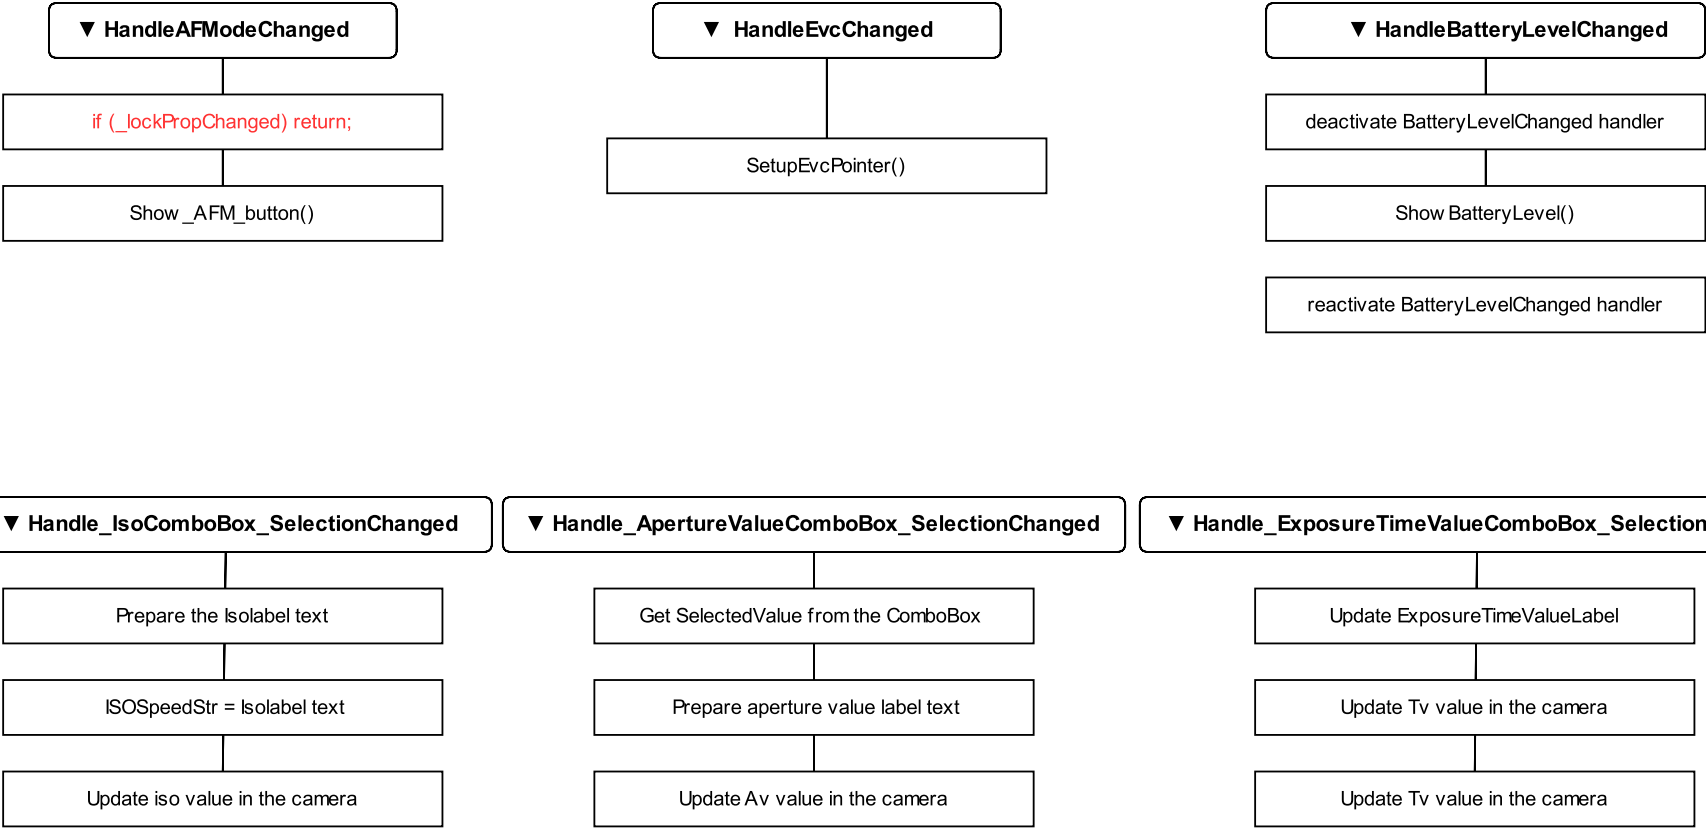 ▼ HandleAFModeChanged
if (_lockPropChanged) return;
Show_AFM_button()
▼ HandleEvcChanged
SetupEvcPointer()
▼ HandleBatteryLevelChanged
deactivate BatteryLevelChanged handler
Show BatteryLevel()
reactivate BatteryLevelChanged handler
▼ Handle_IsoComboBox_SelectionChanged
Prepare the Isolabel text
ISOSpeedStr = Isolabel text
Update iso value in the camera
▼ Handle_ApertureValueComboBox_SelectionChanged
Get SelectedValue from the ComboBox
Prepare aperture value label text
Update Av value in the camera
▼ Handle_ExposureTimeValueComboBox_Selection
Update ExposureTimeValueLabel
Update Tv value in the camera
Update Tv value in the camera